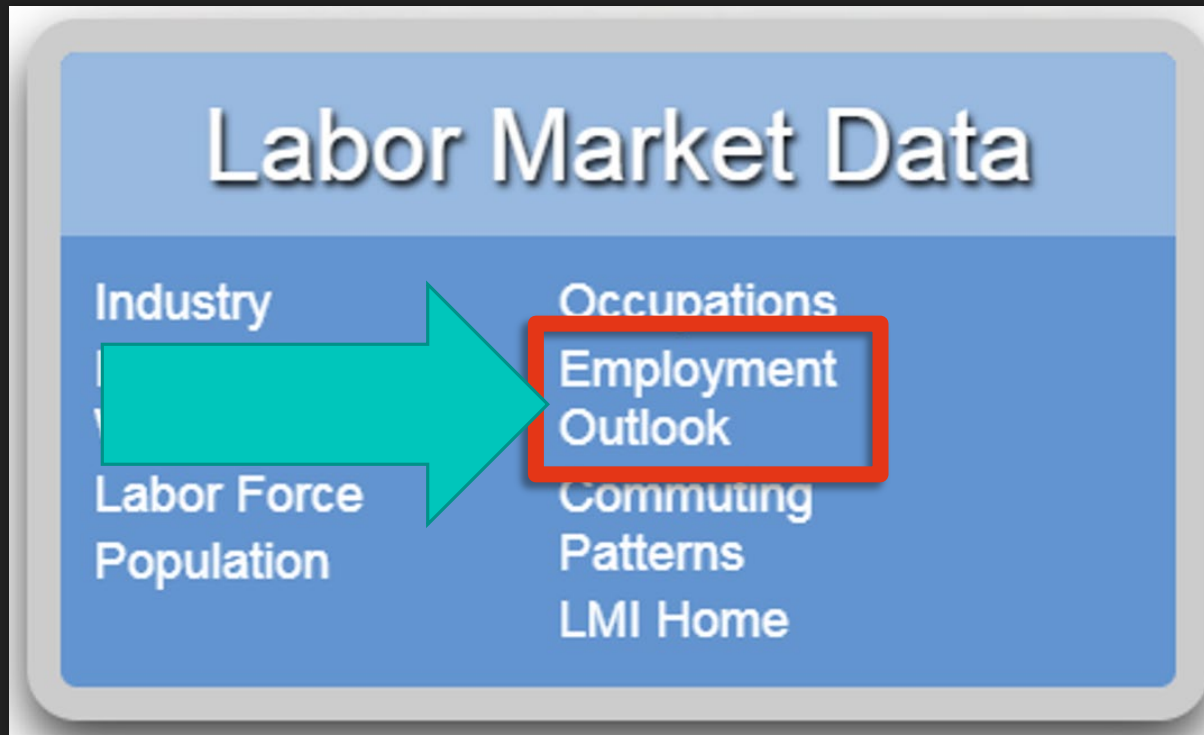 Labor Market Data
Industry
Labor Force
Population
Occupations
Employment
Outlook
Commuting
Patterns
LMI Home